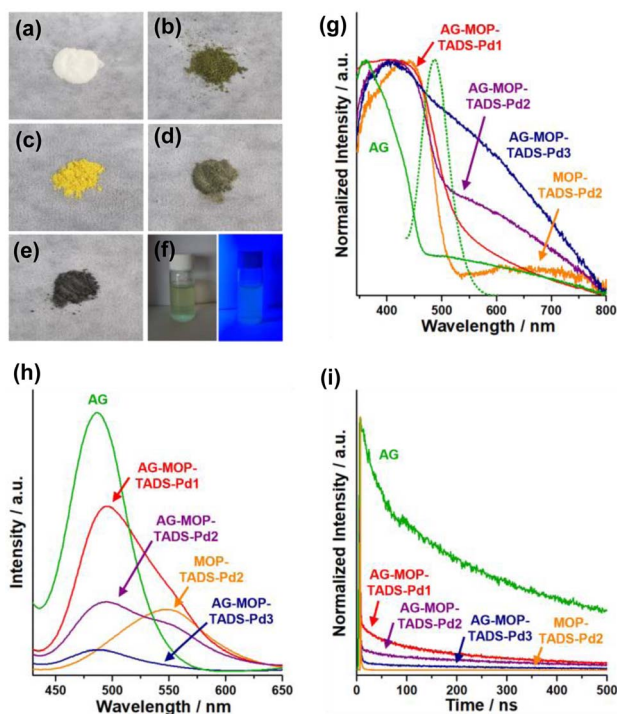 (a)
(b)
(c)
(d)
(e)
(f)
(g)
Normalized Intensity / a.u.
AG-MOP-
TADS-Pd1
AG-MOP-
TADS-Pd2
AG-MOP-
TADS-Pd3
AG
MOP-
TADS-Pd2
400 500 600 700 800
Wavelength / nm
(h)
Intensity / a.u.
AG
AG-MOP-
TADS-Pd1
AG-MOP-
TADS-Pd2
MOP-
TADS-Pd2
AG-MOP-
TADS-Pd3
450 500 550 600 650
Wavelength / nm
(i)
Normalized Intensity / a.u.
AG
AG-MOP-
TADS-Pd1
AG-MOP-
TADS-Pd2
AG-MOP-
TADS-Pd3
MOP-
TADS-Pd2
0 100 200 300 400 500
Time / ns